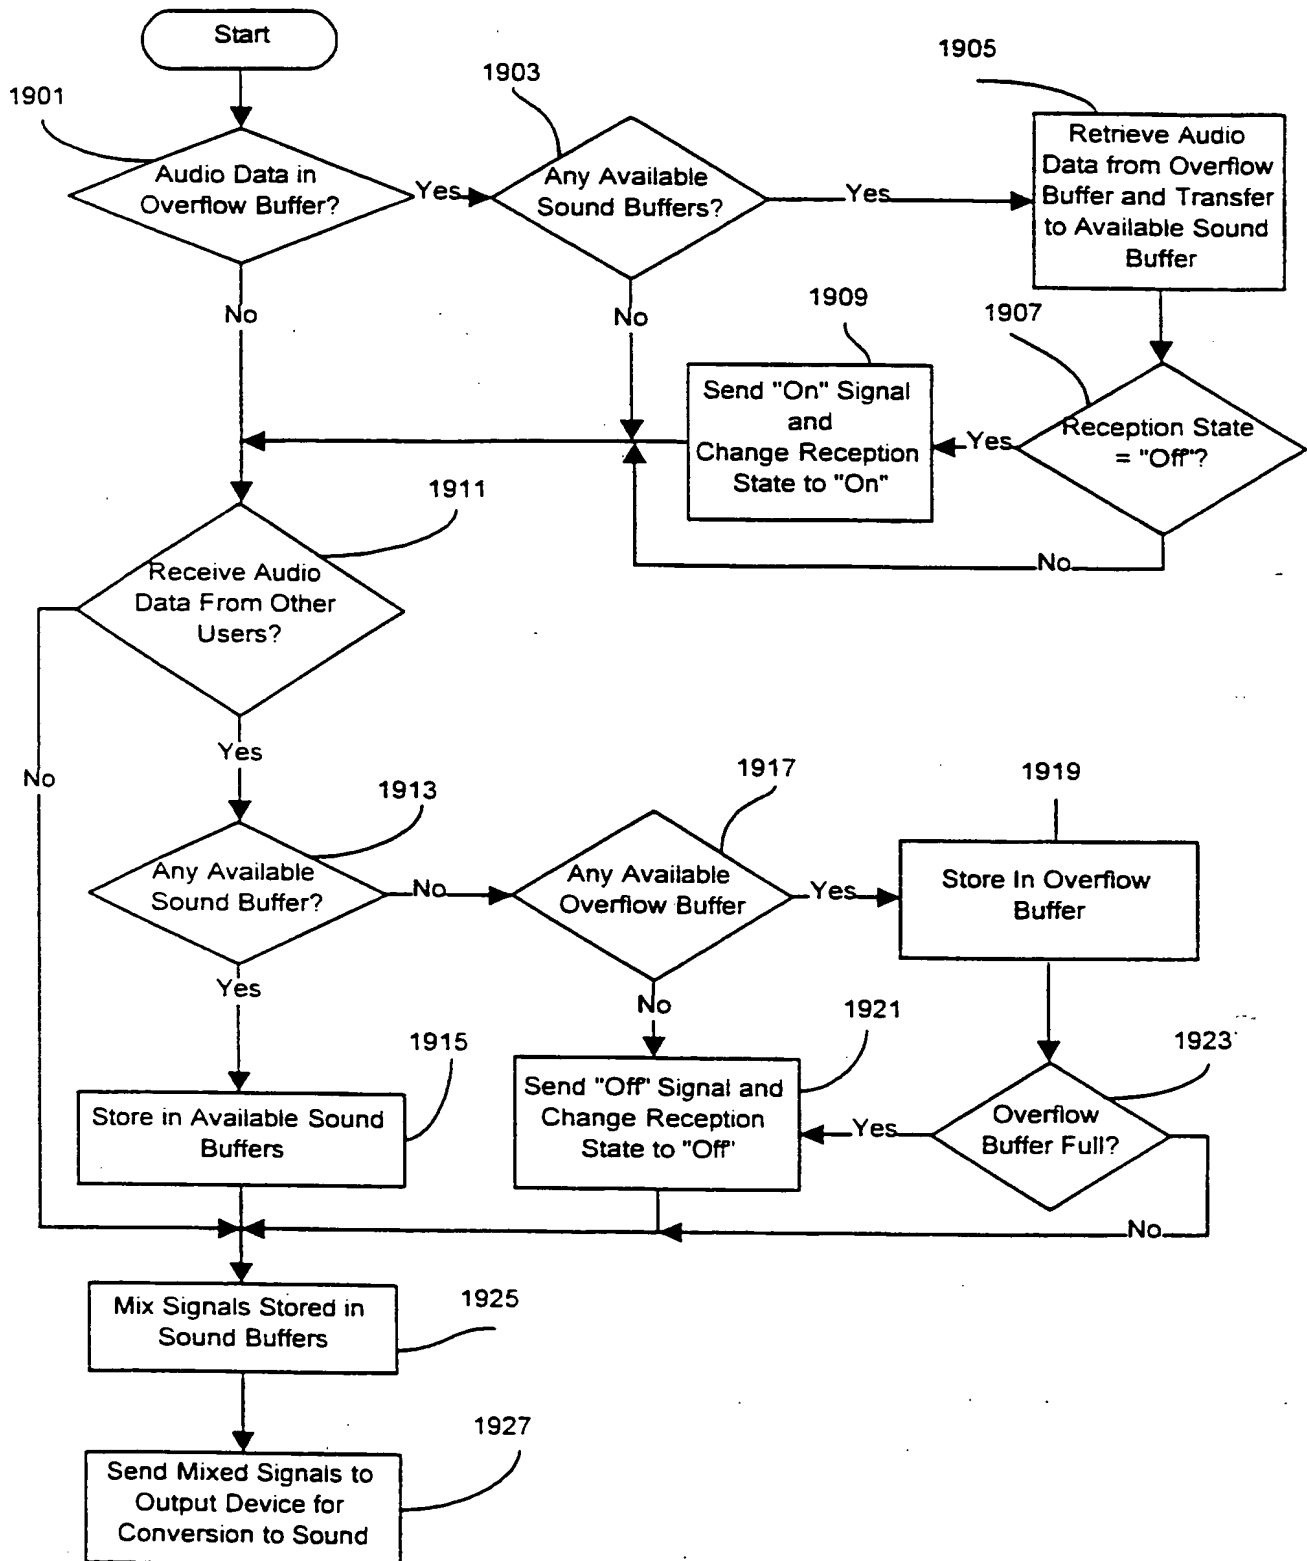 Start
1901
1903
1905
Audio Data in
Overflow Buffer?
Yes
Any Available
Sound Buffers?
Yes
Retrieve Audio
Data from Overflow
Buffer and Transfer
to Available Sound
Buffer
No
No
1909
1907
Send "On" Signal
and
Change Reception
State to "On"
Yes
Reception State
= "Off"?
No
1911
Receive Audio
Data From Other
Users?
No
Yes
1913
1917
1919
Any Available
Sound Buffer?
No
Any Available
Overflow Buffer
Yes
Store In Overflow
Buffer
Yes
No
1915
1921
1923
Store in Available Sound
Buffers
Send "Off" Signal and
Change Reception
State to "Off"
Yes
Overflow
Buffer Full?
No
Mix Signals Stored in
Sound Buffers
1925
1927
Send Mixed Signals to
Output Device for
Conversion to Sound